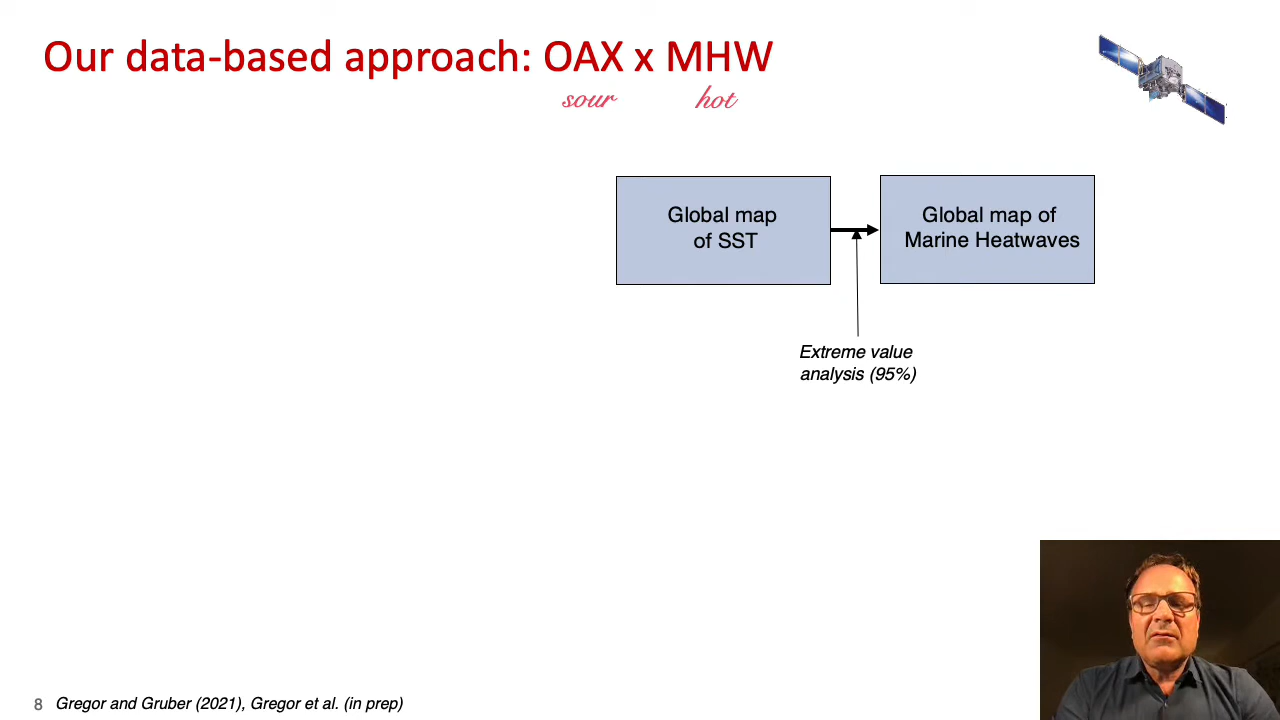 Our data-based approach: OAX x MHW
sour hot
Global map
of SST
Global map of
Marine Heatwaves
Extreme value
analysis (95%)
8 Gregor and Gruber (2021), Gregor et al. (in prep)